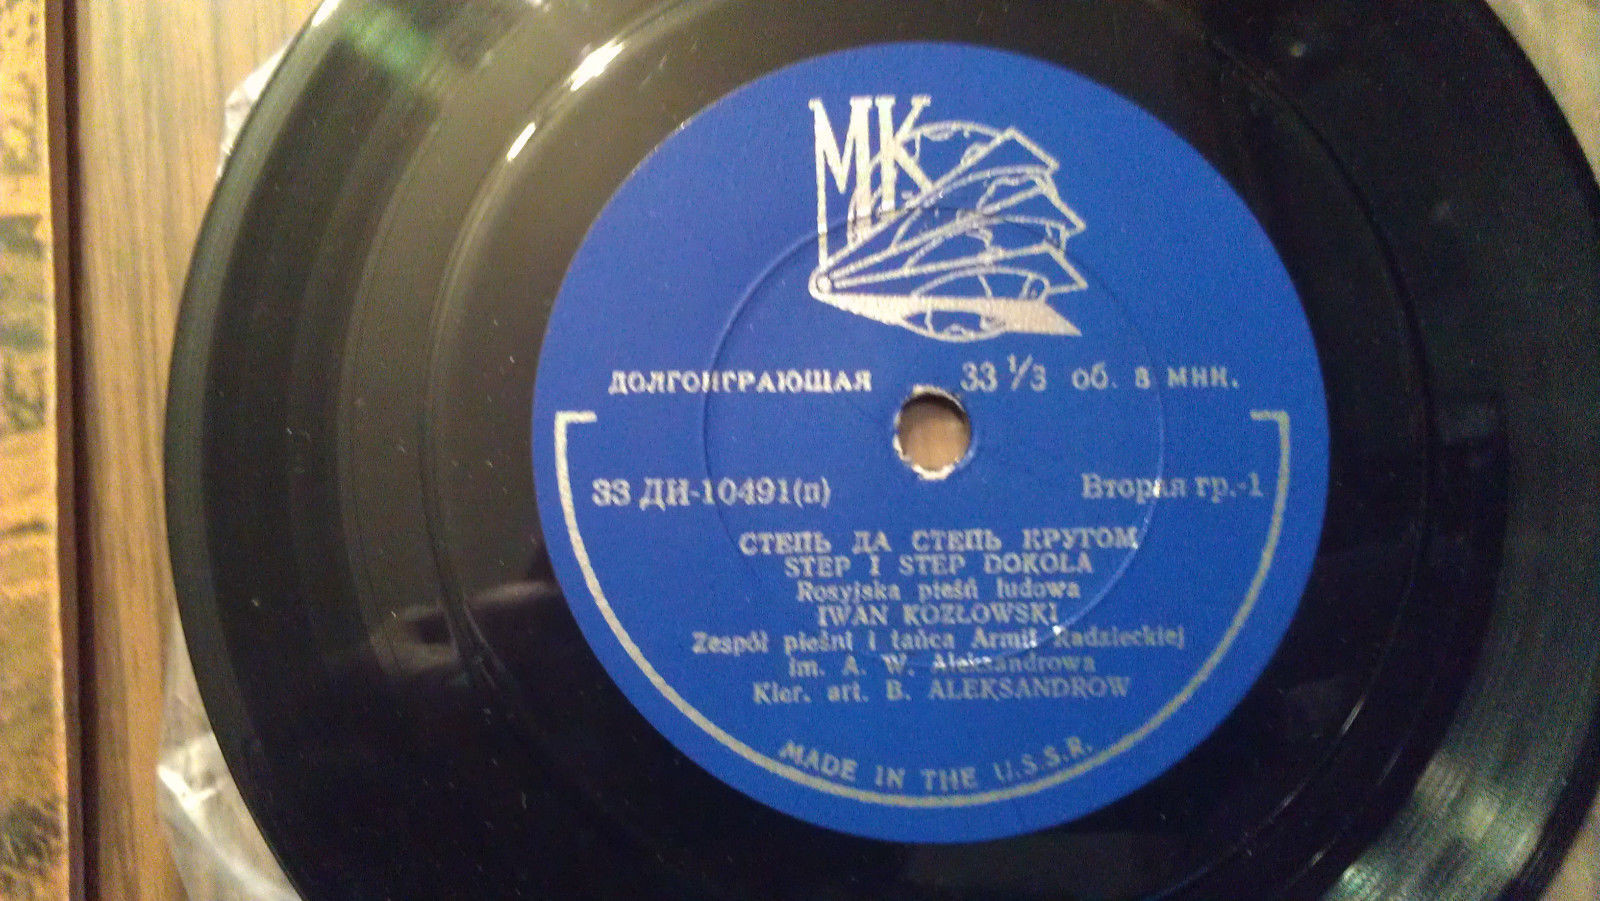 МК
ДОЛГОИГРАЮЩАЯ 33 1/3 об. в мин.
33 ДИ-10491(п) Вторая гр.-1
СТЕПЬ ДА СТЕПЬ КРУГОМ
STEP I STEP DOKOLA
Rosyjska pieśń ludowa
IWAN KOZŁOWSKI
Zespół pieśni i tańca Armii Radzieckiej
im. A. W. Aleksandrowa
Kier. art. B. ALEKSANDROW
MADE IN THE U.S.S.R.